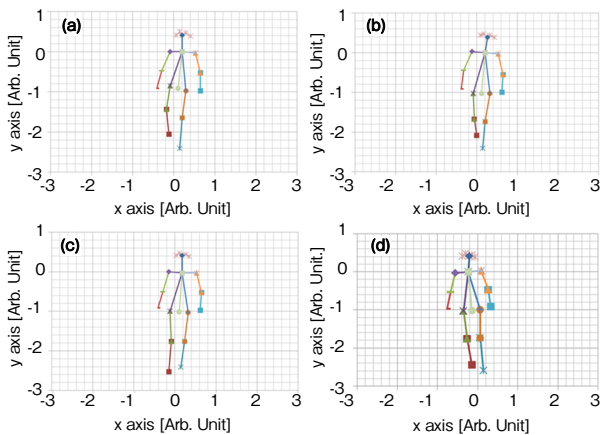 (a)
y axis [Arb. Unit]
1
0
-1
-2
-3
-3 -2 -1 0 1 2 3
x axis [Arb. Unit]
(b)
y axis [Arb. Unit.]
1
0
-1
-2
-3
-3 -2 -1 0 1 2 3
x axis [Arb. Unit]
(c)
y axis [Arb. Unit]
1
0
-1
-2
-3
-3 -2 -1 0 1 2 3
x axis [Arb. Unit]
(d)
y axis [Arb. Unit.]
1
0
-1
-2
-3
-3 -2 -1 0 1 2 3
x axis [Arb. Unit]